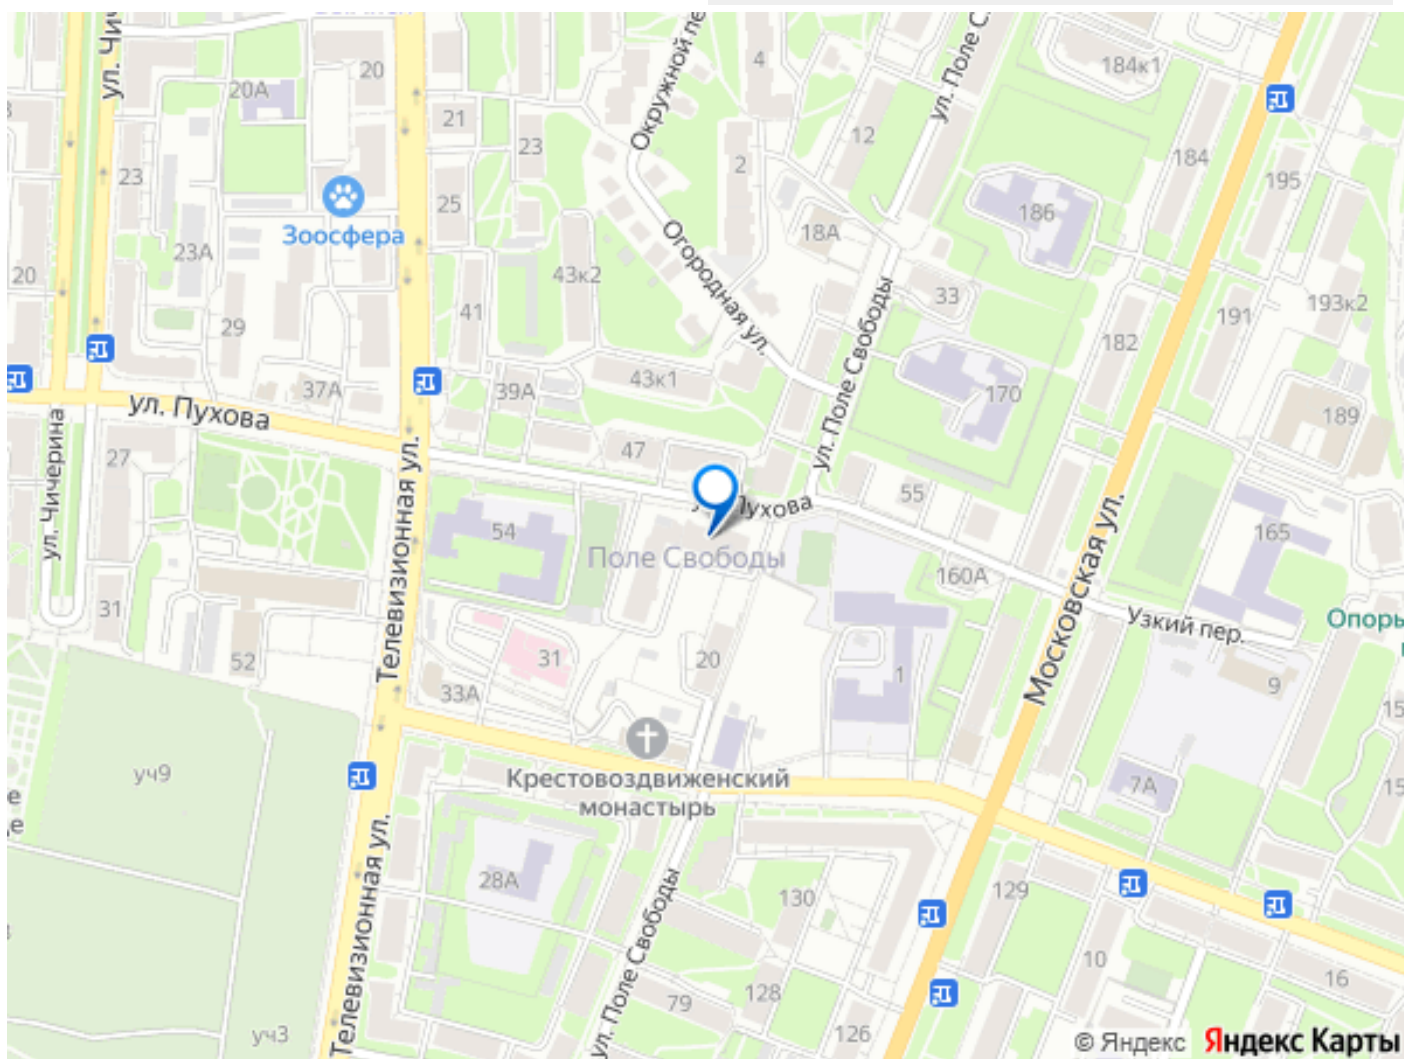 ул. Чи
20А
20
21
23
25
23
23А
20
29
Зоосфера
41
43к2
37А
39А
43к1
47
ул. Пухова
ул. Чичерина
27
31
52
54
Телевизионная ул.
Окружной пе
4
2
12
18А
Огородная ул.
ул. Поле С
ул. Поле Свободы
33
184к1
184
186
195
182
191
193к2
170
189
55
Пухова
Поле Свободы
160А
165
Московская ул.
Узкий пер.
Опоры
31
33А
20
1
9
15
7А
15
Крестовоздвиженский
монастырь
уч9
е
е
28А
Телевизионная ул.
ул. Поле Свободы
130
129
10
16
79
128
126
уч3
© Яндекс Яндекс Карты